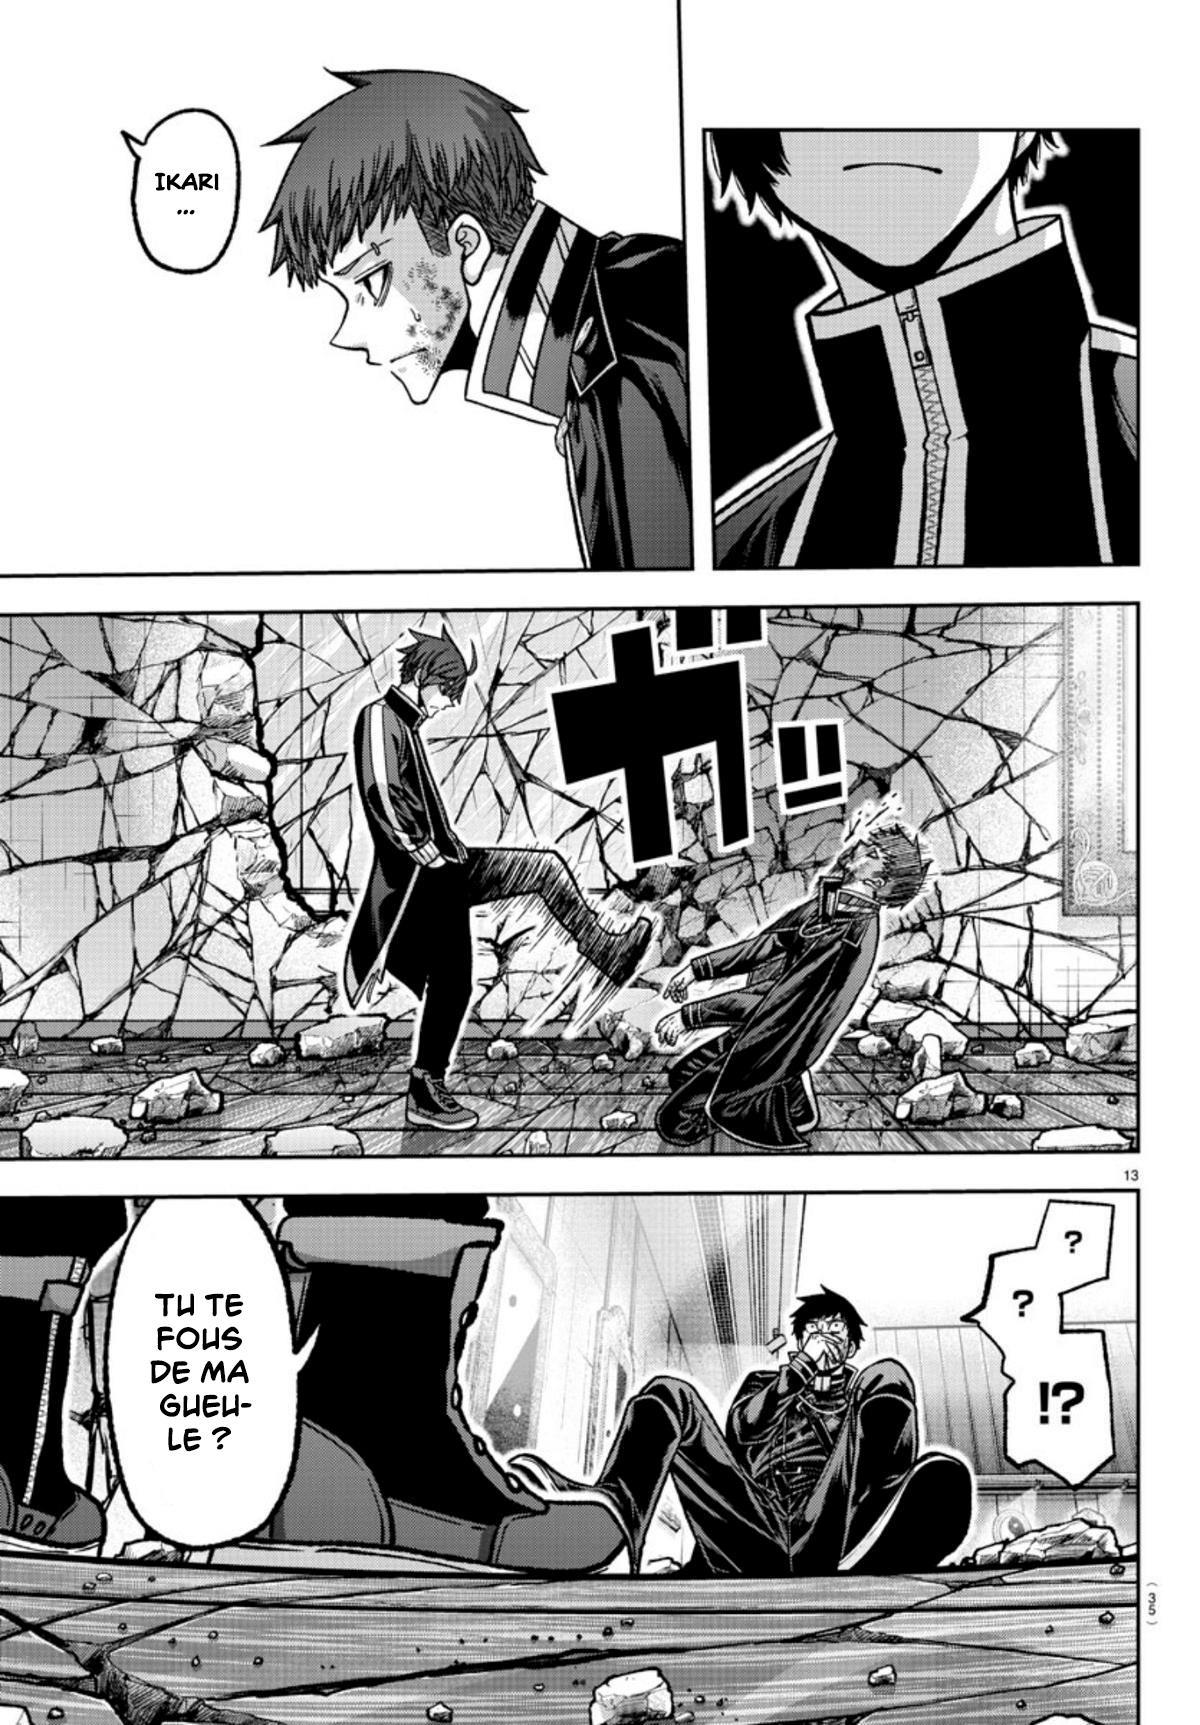 IKARI
...
ガッ
13
?
?
!?
TU TE
FOUS
DE MA
GUEU-
LE ?
(35)